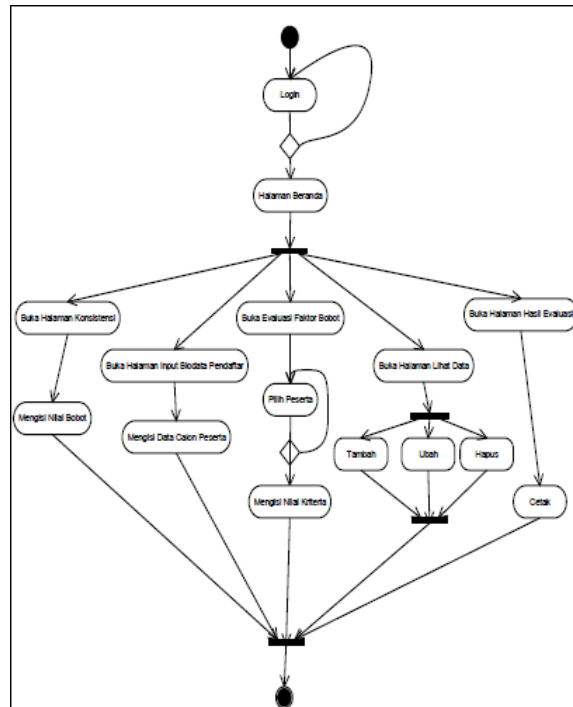 Login
Halaman Beranda
Buka Halaman Konsistensi
Buka Evaluasi Faktor Bobot
Buka Halaman Hasil Evaluasi
Buka Halaman Input Biodata Pendaftar
Buka Halaman Lihat Data
Pilih Peserta
Mengisi Nilai Bobot
Mengisi Data Calon Peserta
Tambah
Ubah
Hapus
Mengisi Nilai Kriteria
Cetak